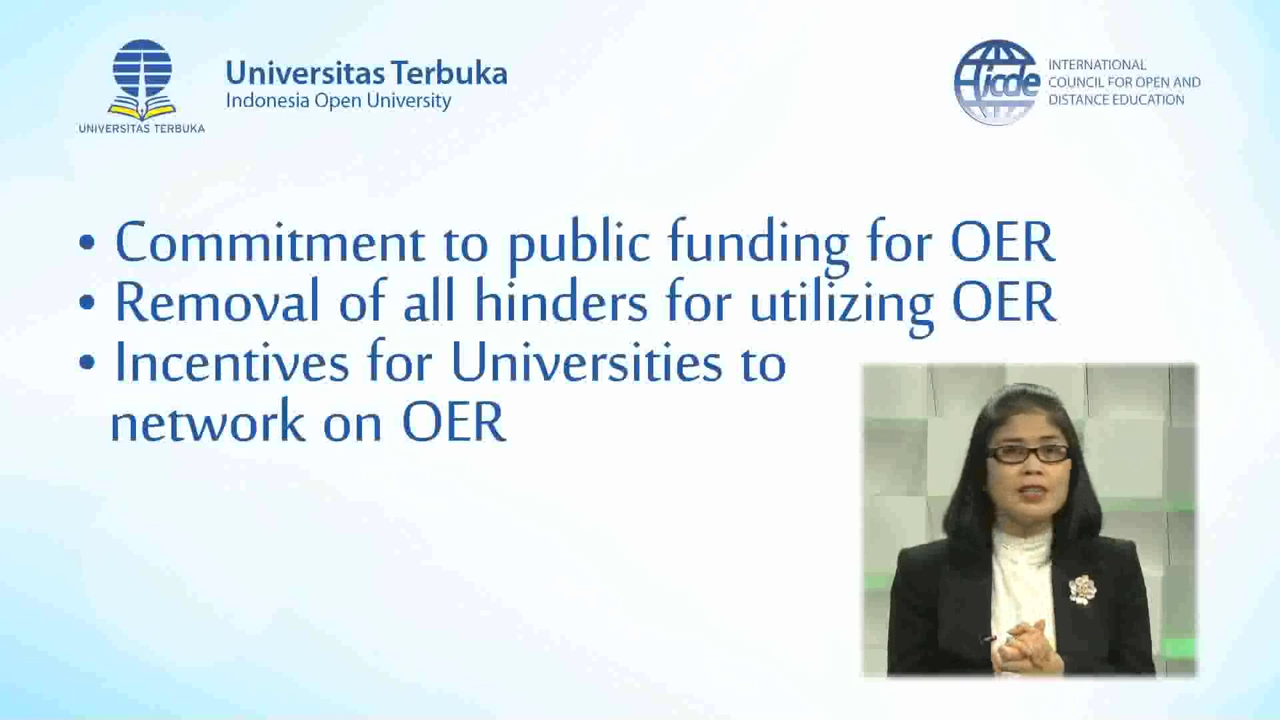 UNIVERSITAS TERBUKA
Universitas Terbuka
Indonesia Open University
icde
INTERNATIONAL
COUNCIL FOR OPEN AND
DISTANCE EDUCATION
• Commitment to public funding for OER
• Removal of all hinders for utilizing OER
• Incentives for Universities to
network on OER